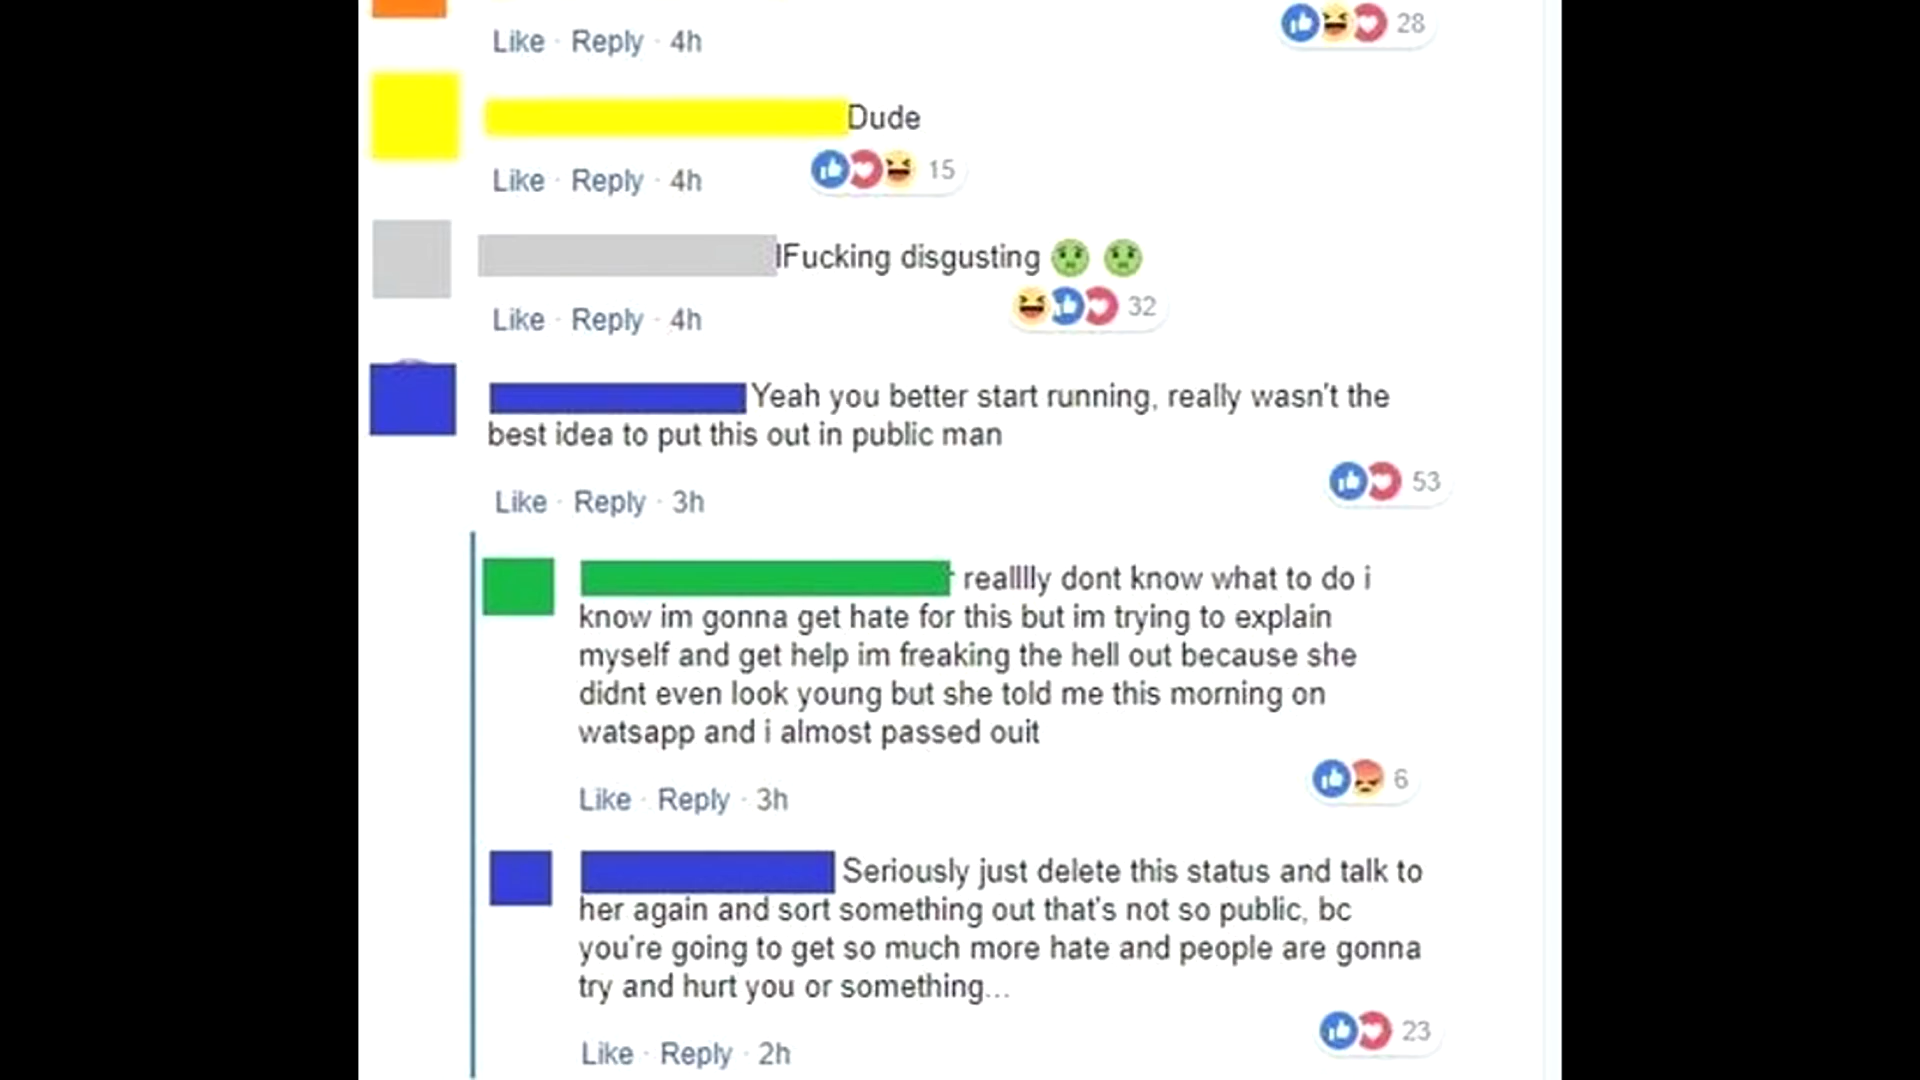 Like · Reply · 4h
28
Dude
Like · Reply · 4h
15
Fucking disgusting
Like · Reply · 4h
32
Yeah you better start running, really wasn't the
best idea to put this out in public man
Like · Reply · 3h
53
realllly dont know what to do i
know im gonna get hate for this but im trying to explain
myself and get help im freaking the hell out because she
didnt even look young but she told me this morning on
watsapp and i almost passed ouit
Like · Reply · 3h
6
Seriously just delete this status and talk to
her again and sort something out that's not so public, bc
you're going to get so much more hate and people are gonna
try and hurt you or something...
Like · Reply · 2h
23